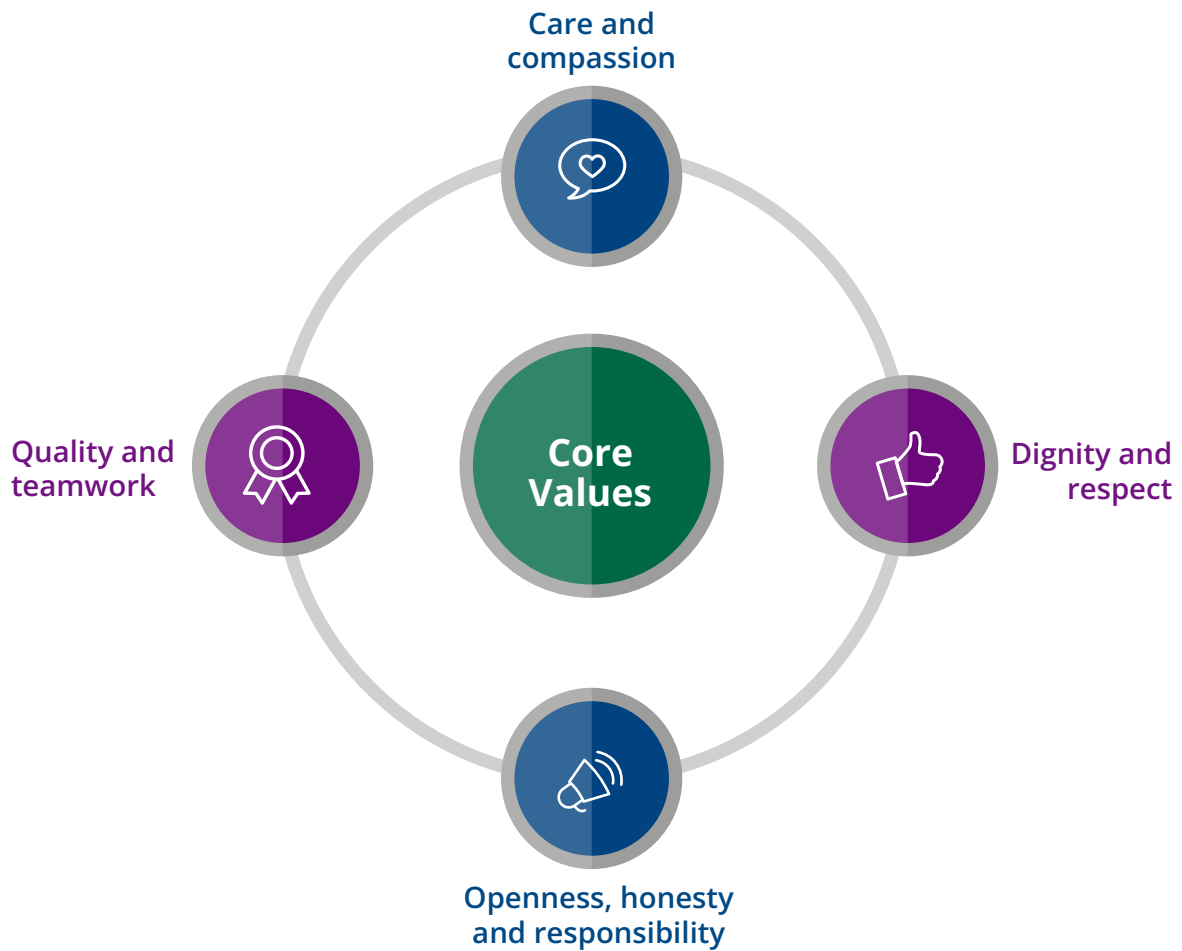 Care and
compassion
Quality and
teamwork
Core
Values
Dignity and
respect
Openness, honesty
and responsibility